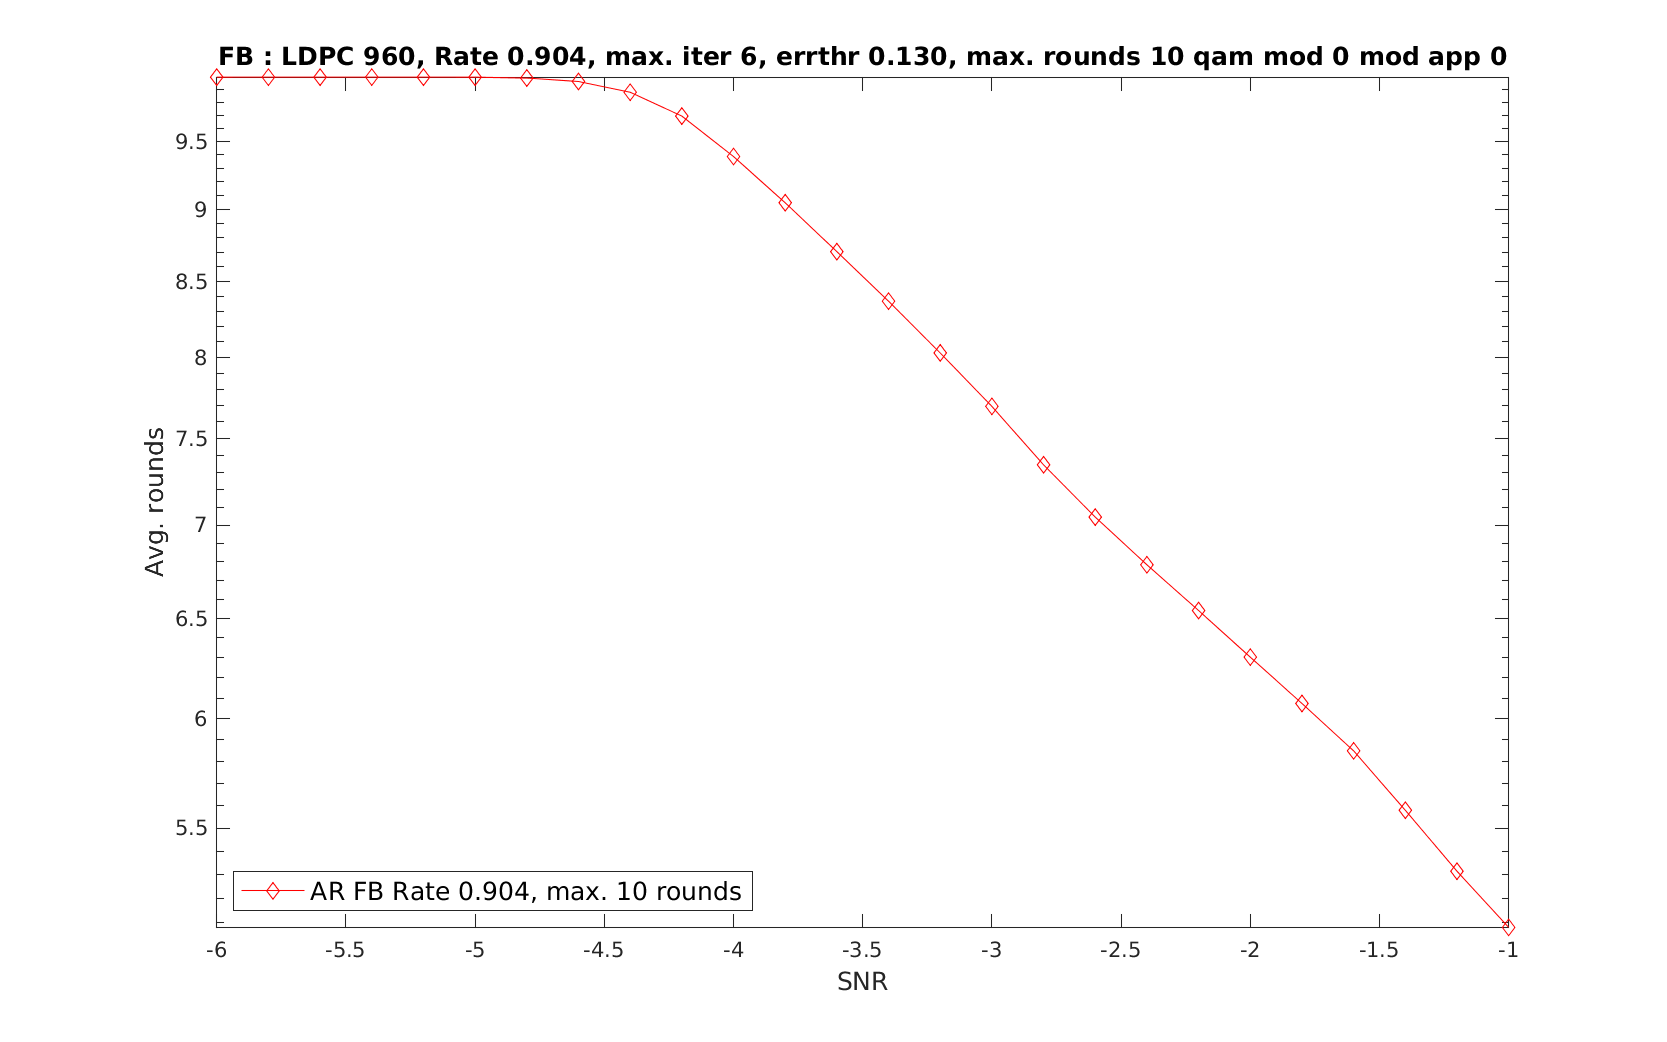 FB : LDPC 960, Rate 0.904, max. iter 6, errthr 0.130, max. rounds 10 qam mod 0 mod app 0
9.5
9
8.5
8
7.5
7
6.5
6
5.5
Avg. rounds
AR FB Rate 0.904, max. 10 rounds
-6 -5.5 -5 -4.5 -4 -3.5 -3 -2.5 -2 -1.5 -1
SNR